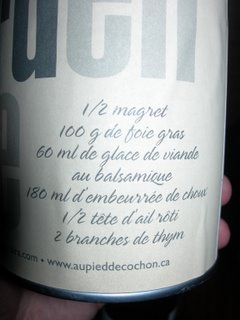 1/2 magret
100 g de foie gras
60 ml de glace de viande
au balsamique
180 ml d'embeurrée de choux
1/2 tête d'ail rôti
2 branches de thym
.com • www.aupieddecochon.ca